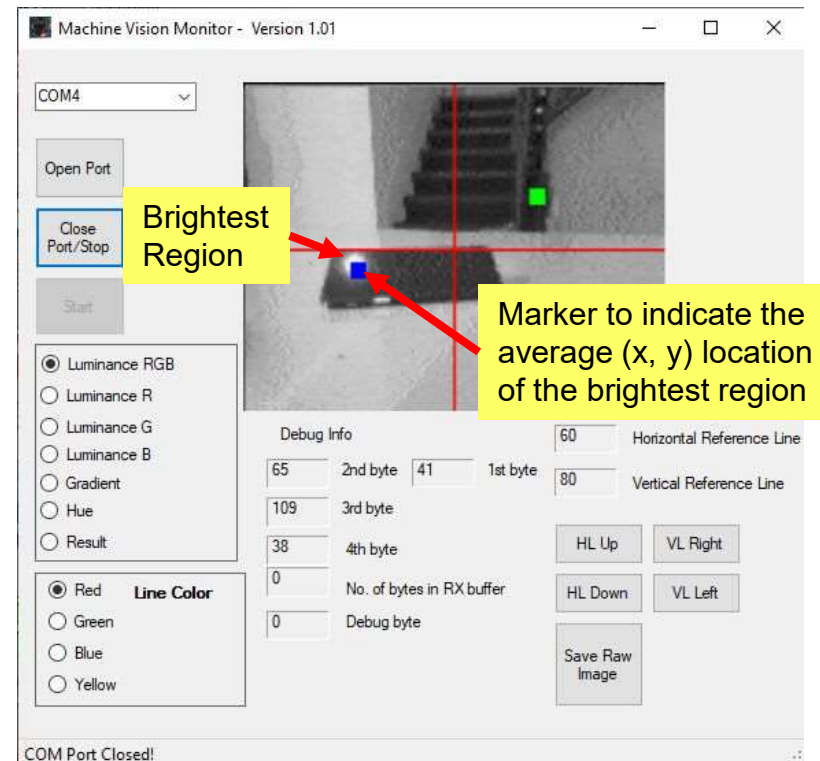 Machine Vision Monitor - Version 1.01
COM4
Open Port
Close
Port/Stop
Start
Brightest
Region
Marker to indicate the
average (x, y) location
of the brightest region
Luminance RGB
Luminance R
Luminance G
Luminance B
Gradient
Hue
Result
Red Line Color
Green
Blue
Yellow
Debug Info
65 2nd byte 41 1st byte
109 3rd byte
38 4th byte
0 No. of bytes in RX buffer
0 Debug byte
60 Horizontal Reference Line
80 Vertical Reference Line
HL Up VL Right
HL Down VL Left
Save Raw
Image
COM Port Closed!